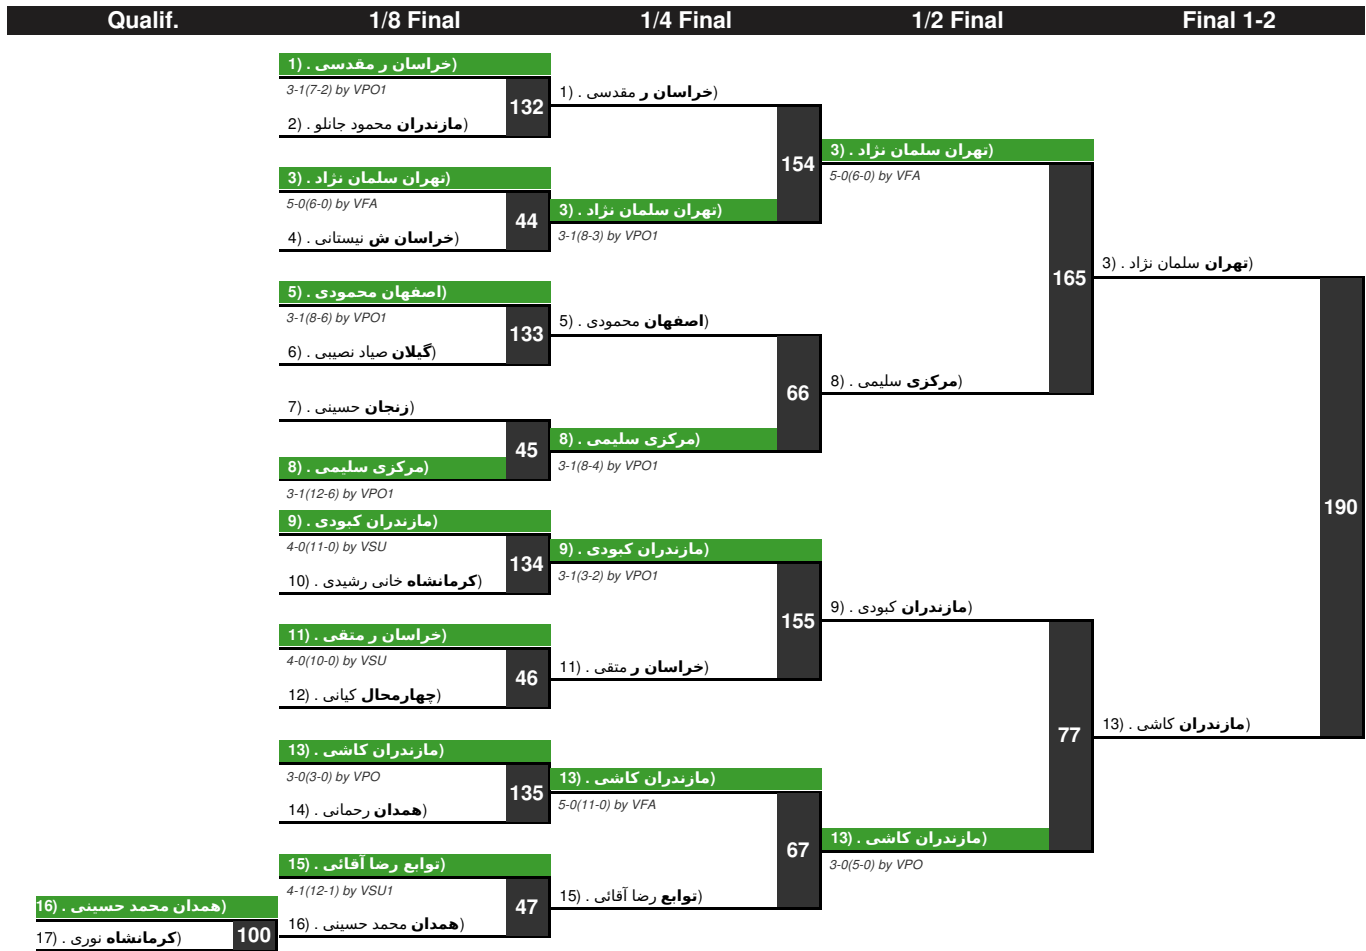 Qualif. 1/8 Final 1/4 Final 1/2 Final Final 1-2
1) . خراسان ر مقدسی)
3-1(7-2) by VPO1
2) . مازندران محمود جانلو)
132
3) . تهران سلمان نژاد)
5-0(6-0) by VFA
4) . خراسان ش نیستانی)
44
5) . اصفهان محمودی)
3-1(8-6) by VPO1
6) . گیلان صیاد نصیبی)
133
7) . زنجان حسینی)
8) . مرکزی سلیمی)
3-1(12-6) by VPO1
45
9) . مازندران کبودی)
4-0(11-0) by VSU
10) . کرمانشاه خانی رشیدی)
134
11) . خراسان ر متقی)
4-0(10-0) by VSU
12) . چهارمحال کیانی)
46
13) . مازندران کاشی)
3-0(3-0) by VPO
14) . همدان رحمانی)
135
15) . توابع رضا آقائی)
4-1(12-1) by VSU1
16) . همدان محمد حسینی)
47
16) . همدان محمد حسینی)
17) . کرمانشاه نوری)
100
1) . خراسان ر مقدسی)
3) . تهران سلمان نژاد)
3-1(8-3) by VPO1
154
5) . اصفهان محمودی)
8) . مرکزی سلیمی)
3-1(8-4) by VPO1
66
9) . مازندران کبودی)
3-1(3-2) by VPO1
11) . خراسان ر متقی)
155
13) . مازندران کاشی)
5-0(11-0) by VFA
15) . توابع رضا آقائی)
67
3) . تهران سلمان نژاد)
5-0(6-0) by VFA
8) . مرکزی سلیمی)
165
9) . مازندران کبودی)
13) . مازندران کاشی)
3-0(5-0) by VPO
77
3) . تهران سلمان نژاد)
13) . مازندران کاشی)
190